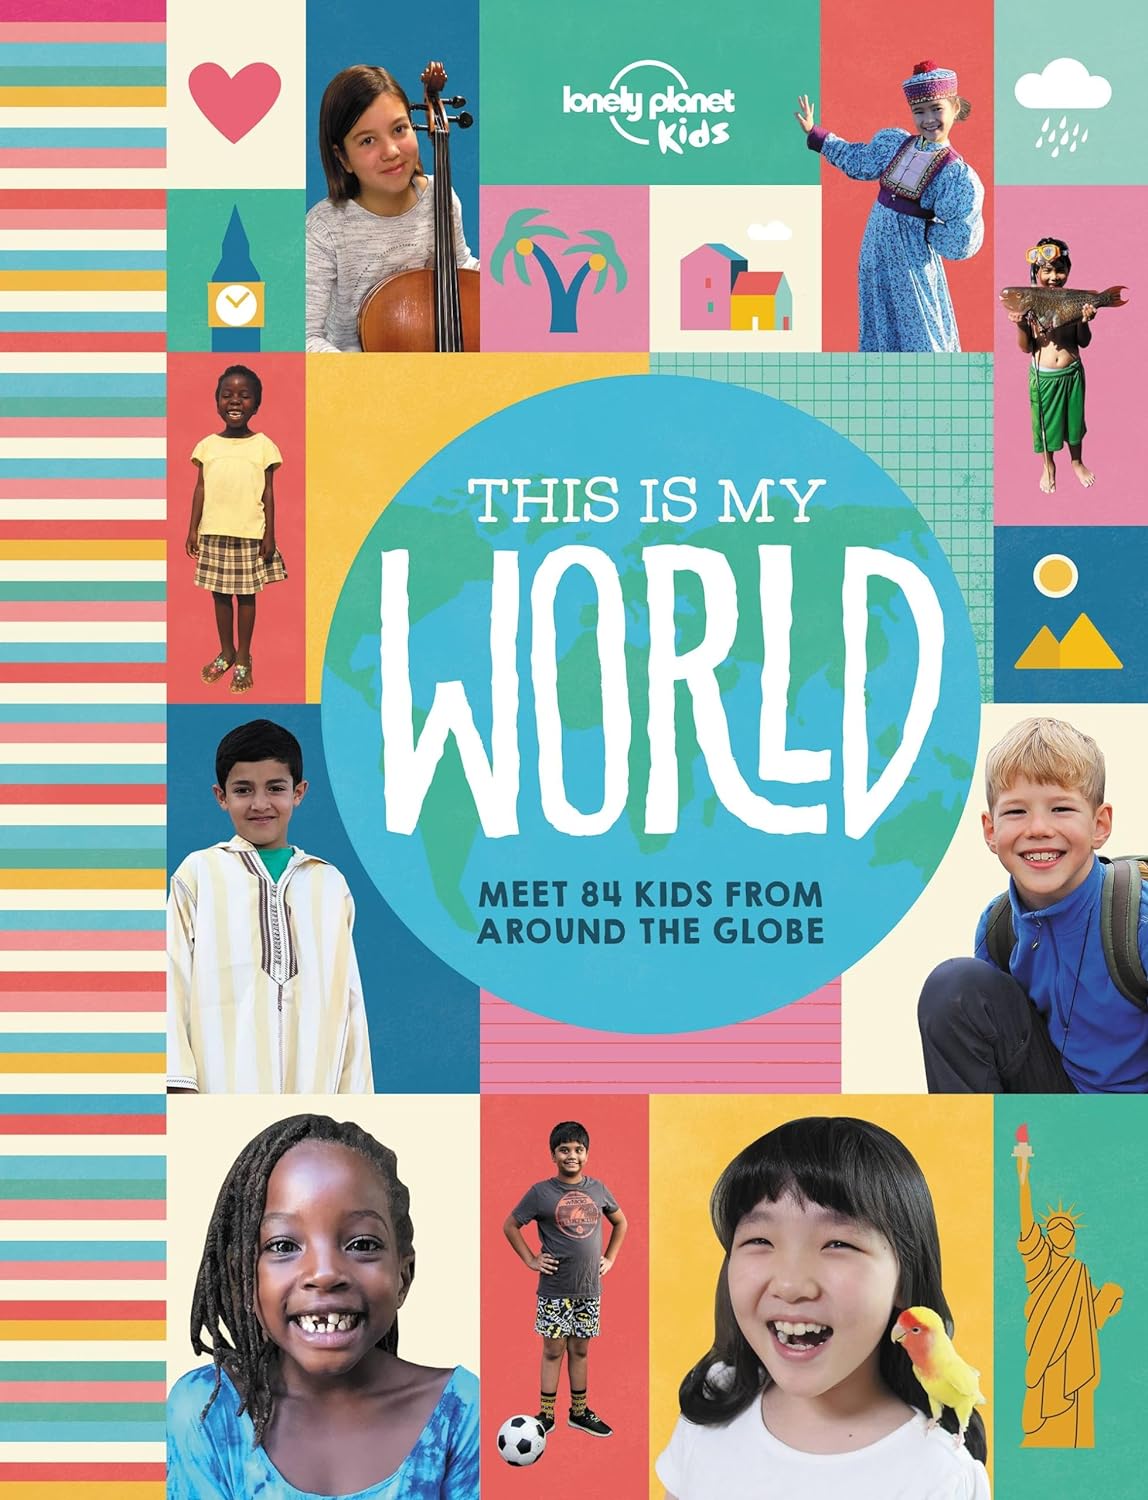 lonely planet
Kids
THIS IS MY
WORLD
MEET 84 KIDS FROM
AROUND THE GLOBE